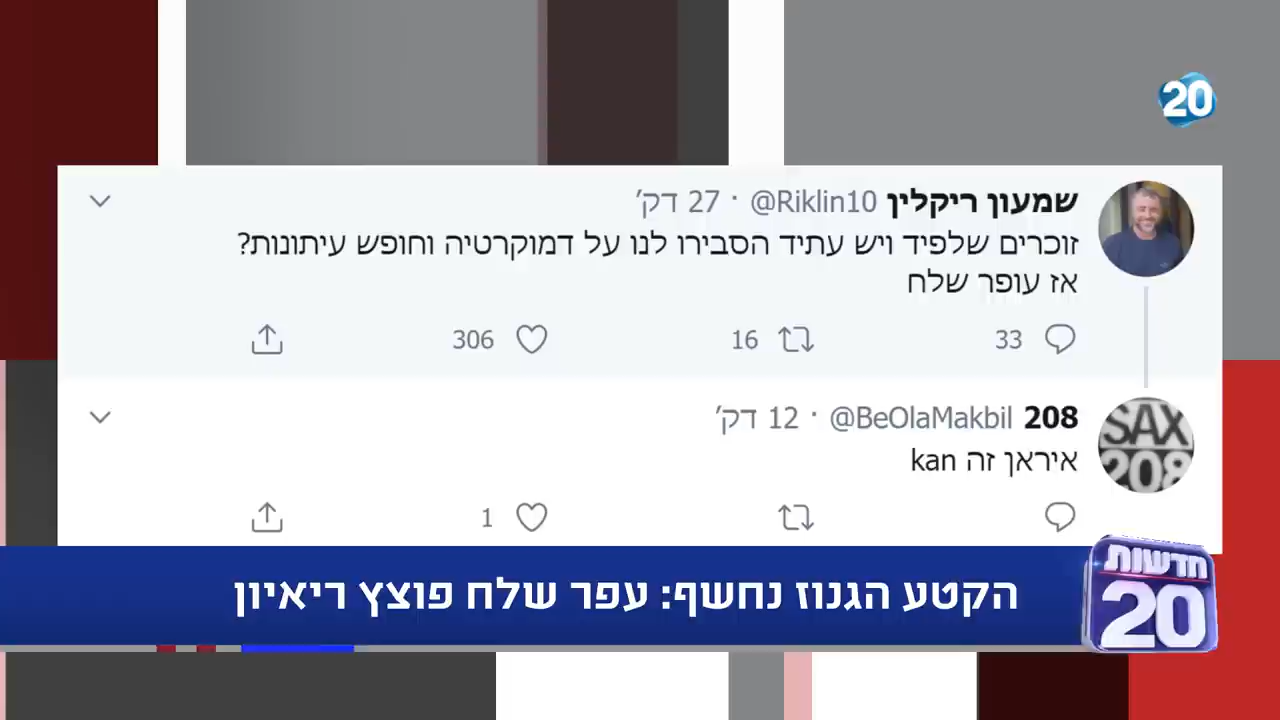 20
שמעון ריקלין @Riklin10 · 27 דק׳
זוכרים שלפיד ויש עתיד הסבירו לנו על דמוקרטיה וחופש עיתונות?
אז עופר שלח
33 16 306
208 @BeOlaMakbil · 12 דק׳
איראן זה kan
1
SAX
208
הקטע הגנוז נחשף: עפר שלח פוצץ ריאיון
חדשות
20